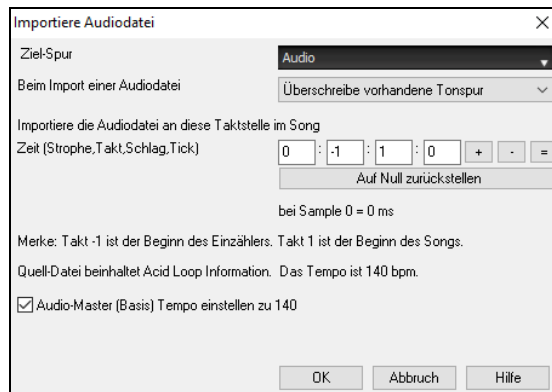 Importiere Audiodatei
Ziel-Spur
Audio
Beim Import einer Audiodatei
Überschreibe vorhandene Tonspur
Importiere die Audiodatei an diese Taktstelle im Song
Zeit (Strophe,Takt,Schlag,Tick)
0 : -1 : 1 : 0 + - =
Auf Null zurückstellen
bei Sample 0 = 0 ms
Merke: Takt -1 ist der Beginn des Einzählers. Takt 1 ist der Beginn des Songs.
Quell-Datei beinhaltet Acid Loop Information. Das Tempo ist 140 bpm.
Audio-Master (Basis) Tempo einstellen zu 140
OK Abbruch Hilfe